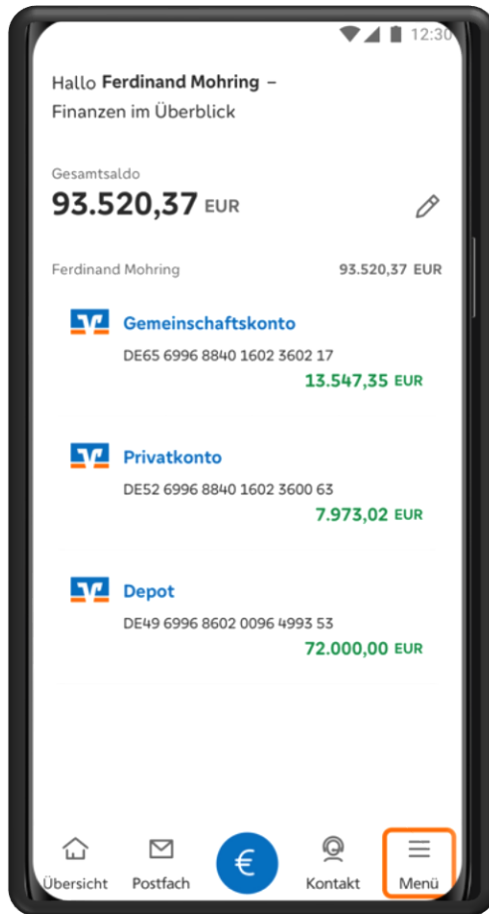 12:30
Hallo Ferdinand Mohring –
Finanzen im Überblick
Gesamtsaldo
93.520,37 EUR
Ferdinand Mohring 93.520,37 EUR
Gemeinschaftskonto
DE65 6996 8840 1602 3602 17
13.547,35 EUR
Privatkonto
DE52 6996 8840 1602 3600 63
7.973,02 EUR
Depot
DE49 6996 8602 0096 4993 53
72.000,00 EUR
€
Übersicht Postfach Kontakt Menü